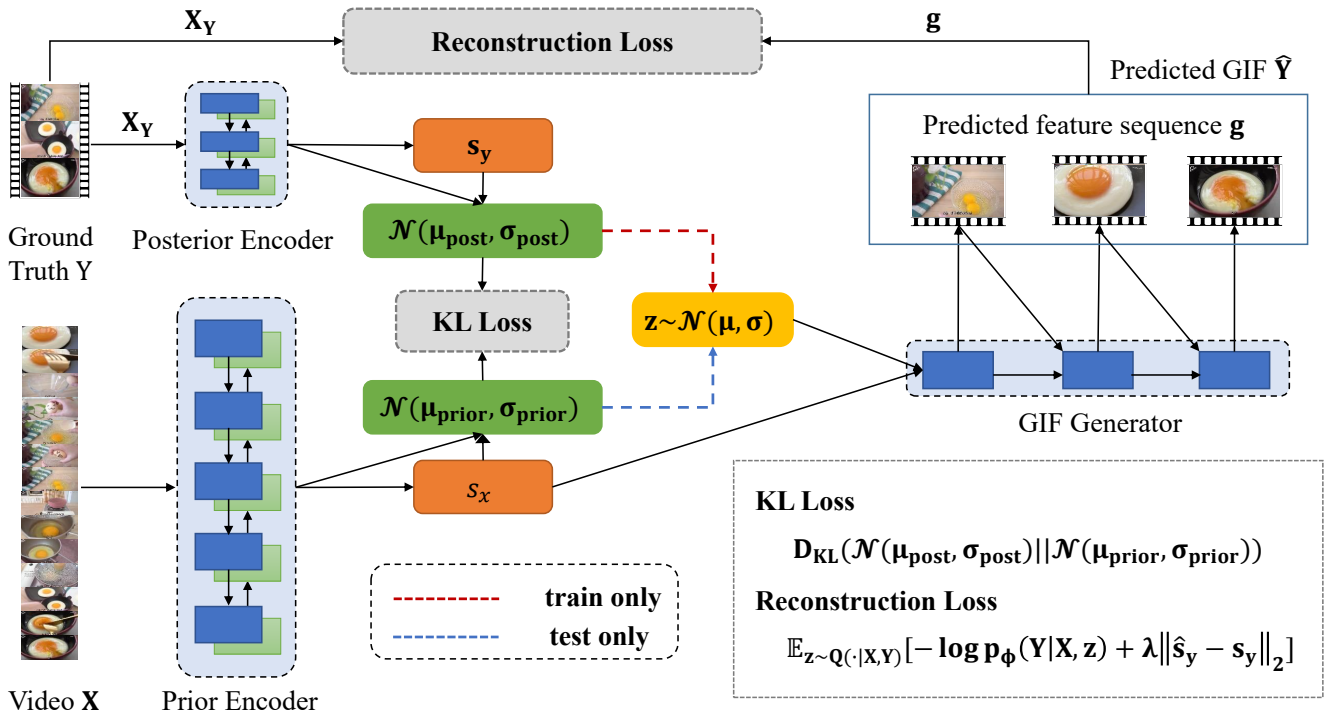 X_Y
Reconstruction Loss
g
Predicted GIF Ŷ
X_Y
s_y
Predicted feature sequence g
Ground
Truth Y
Posterior Encoder
𝓝(μ_post, σ_post)
KL Loss
z~𝓝(μ, σ)
𝓝(μ_prior, σ_prior)
GIF Generator
s_x
KL Loss
D_KL(𝓝(μ_post, σ_post)||𝓝(μ_prior, σ_prior))
train only
test only
Reconstruction Loss
𝔼_z~Q(·|X,Y)[− log p_ϕ(Y|X, z) + λ‖ŝ_y − s_y‖_2]
Video X
Prior Encoder